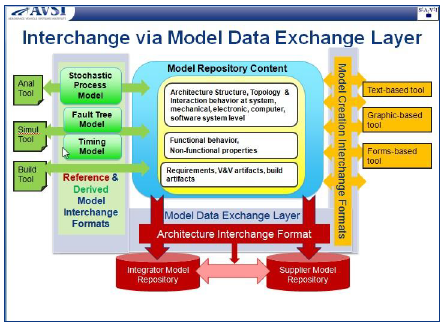 AVSI
Interchange via Model Data Exchange Layer
Anal
Tool
Simul
Tool
Build
Tool
Stochastic
Process
Model
Fault Tree
Model
Timing
Model
Reference &
Derived
Model
Interchange
Formats
Model Repository Content
Architecture Structure, Topology &
Interaction behavior at system,
mechanical,electronic, computer,
software system level
Functional behavior,
Non-functional properties
Requirements, V&V artifacts, build
artifacts
Model Creation Interchange Formats
Text-based tool
Graphic-based
tool
Forms-based
tool
Model Data Exchange Layer
Architecture Interchange Format
Integrator Model
Repository
Supplier Model
Repository